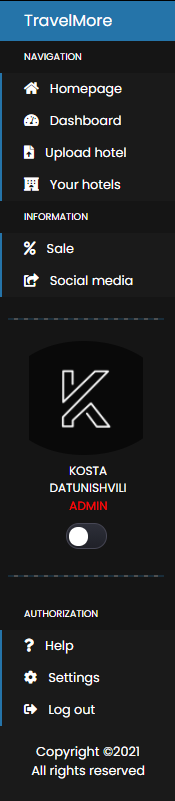 TravelMore
NAVIGATION
Homepage
Dashboard
Upload hotel
Your hotels
INFORMATION
Sale
Social media
K
KOSTA
DATUNISHVILI
ADMIN
AUTHORIZATION
Help
Settings
Log out
Copyright ©2021
All rights reserved